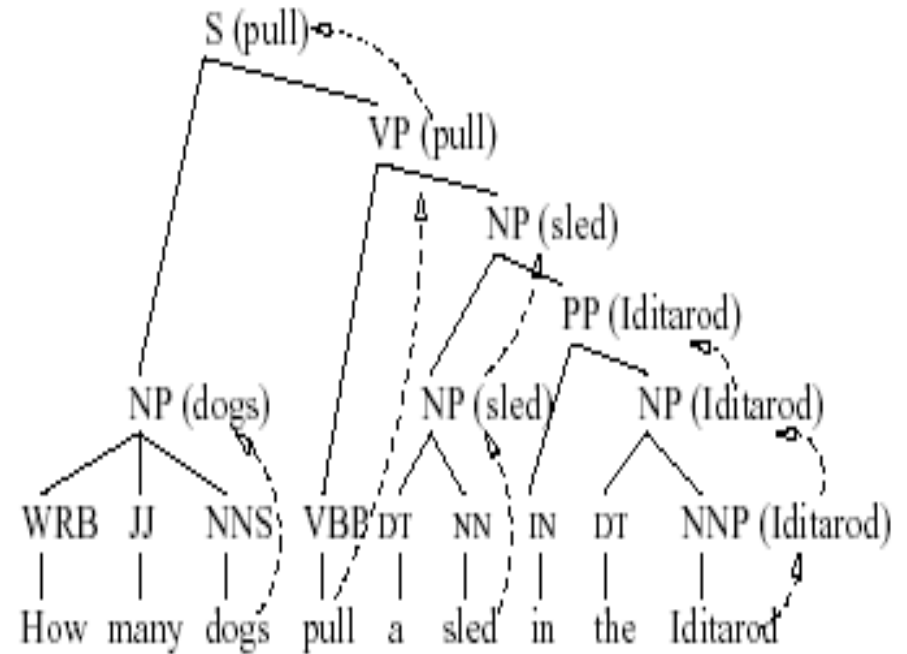 S (pull)
VP (pull)
NP (sled)
PP (Iditarod)
NP (dogs) NP (sled) NP (Iditarod)
WRB JJ NNS VBP DT NN IN DT NNP (Iditarod)
How many dogs pull a sled in the Iditarod